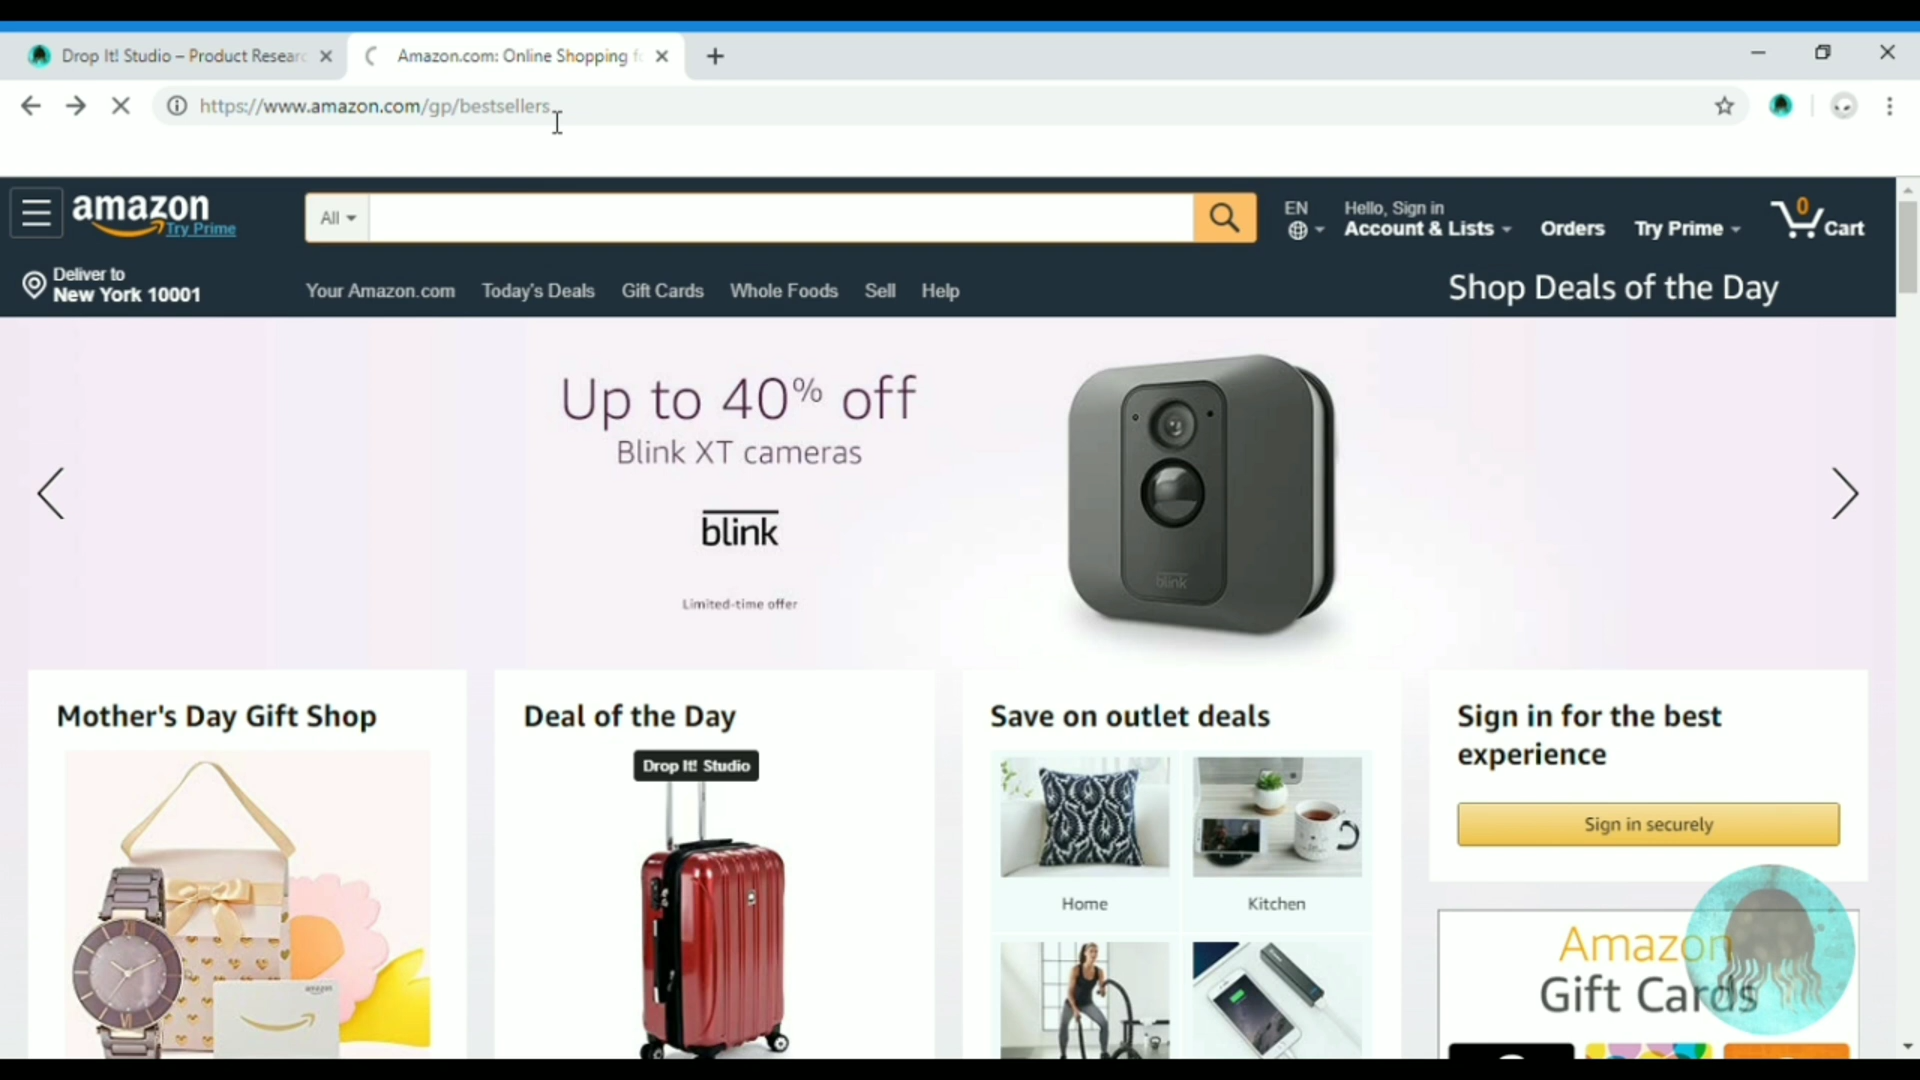 Drop It! Studio – Product Researc
Amazon.com: Online Shopping f
https://www.amazon.com/gp/bestsellers
amazon
Try Prime
All
EN
Hello, Sign in
Account & Lists
Orders
Try Prime
0
Cart
Deliver to
New York 10001
Your Amazon.com
Today's Deals
Gift Cards
Whole Foods
Sell
Help
Shop Deals of the Day
Up to 40% off
Blink XT cameras
blink
Limited-time offer
blink
Mother's Day Gift Shop
Deal of the Day
Save on outlet deals
Sign in for the best
experience
Drop It! Studio
Sign in securely
Home
Kitchen
Amazon
Gift Cards
amazon